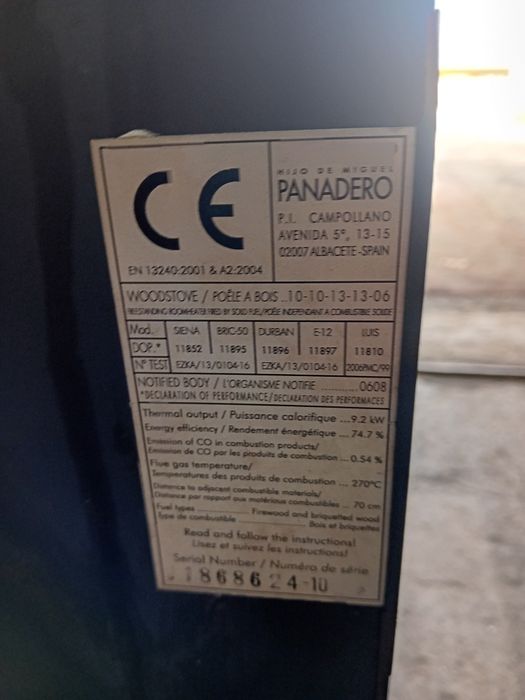 CE
EN 13240:2001 & A2:2004
HIJO DE MIGUEL
PANADERO
P.I. CAMPOLLANO
AVENIDA 5ª, 13-15
02007 ALBACETE-SPAIN
WOODSTOVE / POÊLE A BOIS ..10-10-13-13-06
FREESTANDING ROOMHEATER FIRED BY SOLID FUEL/POÊLE INDEPENDANT A COMBUSTIBLE SOLIDE
Mod. SIENA BRIC-50 DURBAN E-12 LUIS
DOP.* 11852 11895 11896 11897 11810
Nº TEST EZKA/13/0104-16 EZKA/13/0104-16 2006PMC/99
NOTIFIED BODY / L'ORGANISME NOTIFIE ........... 0608
*DECLARATION OF PERFORMANCE/DECLARATION DES PERFORMACES
Thermal output / Puissance calorifique ...9.2 kW
Energy efficiency / Rendement énergétique ...74.7 %
Emission of CO in combustion products/
Emission de CO par les produits de combustion ...0.54 %
Flue gas temperature/
Températures des produits de combustion ... 270ºC
Distance to adjacent combustible materials/
Distance par rapport aux matériaux combustibles ... 70 cm
Fuel types ............ Firewood and briquetted wood
Type de combustible ............ Bois et briquettes
Read and follow the instructions!
Lisez et suivez les instructions!
Serial Number / Numéro de série
1868624-10